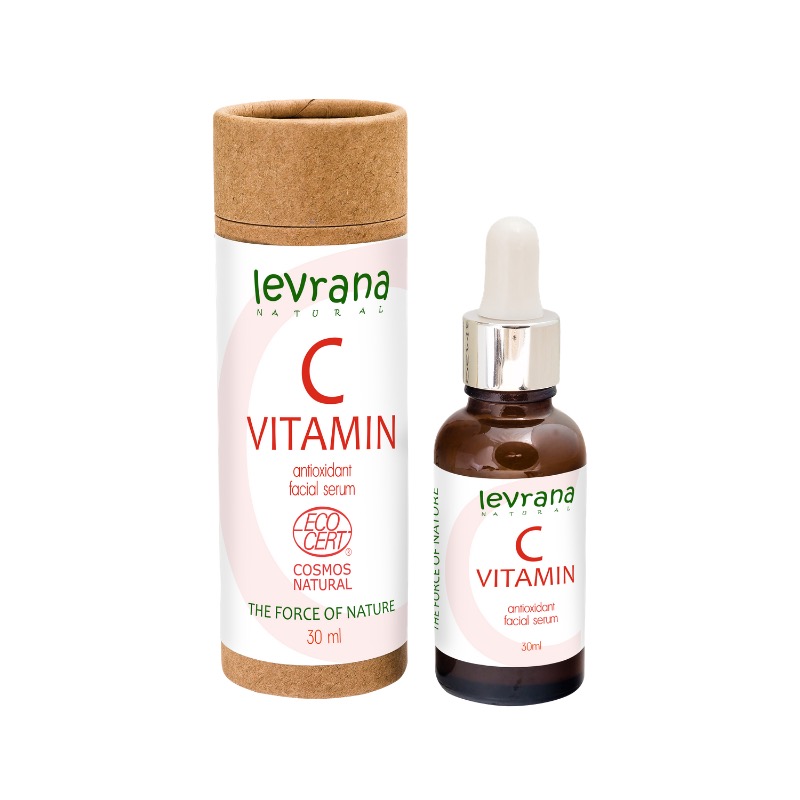 levrana
NATURAL
C
VITAMIN
antioxidant
facial serum
ECO
CERT®
COSMOS
NATURAL
THE FORCE OF NATURE
30 ml
levrana
NATURAL
C
VITAMIN
antioxidant
facial serum
30ml
THE FORCE OF NATURE